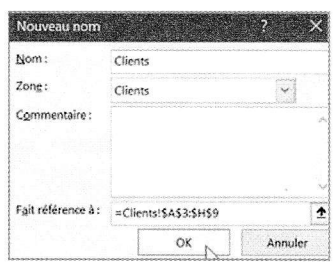 Nouveau nom ? ×
Nom : Clients
Zone : Clients
Commentaire :
Fait référence à : =Clients!$A$3:$H$9
OK Annuler